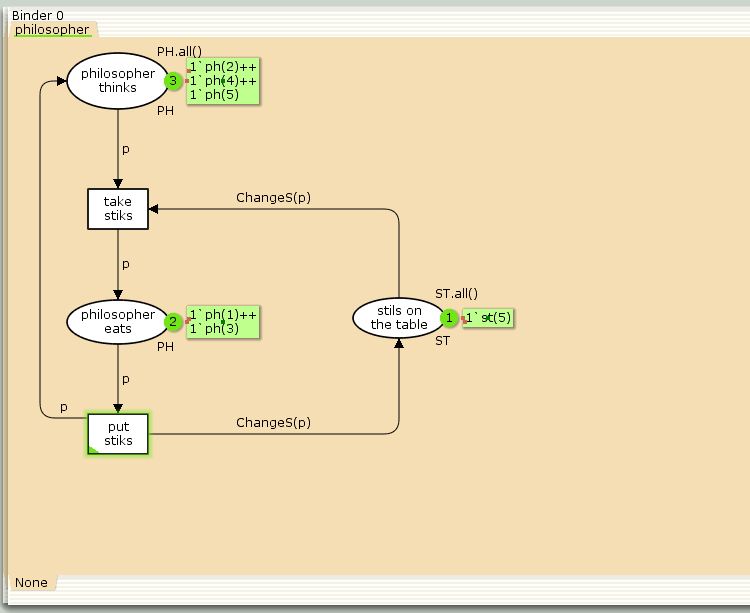 Binder 0
philosopher
PH.all()
philosopher
thinks
3
1`ph(2)++
1`ph(4)++
1`ph(5)
PH
p
take
stiks
ChangeS(p)
p
philosopher
eats
2
1`ph(1)++
1`ph(3)
PH
ST.all()
stils on
the table
1
1`st(5)
ST
p
p
put
stiks
ChangeS(p)
None